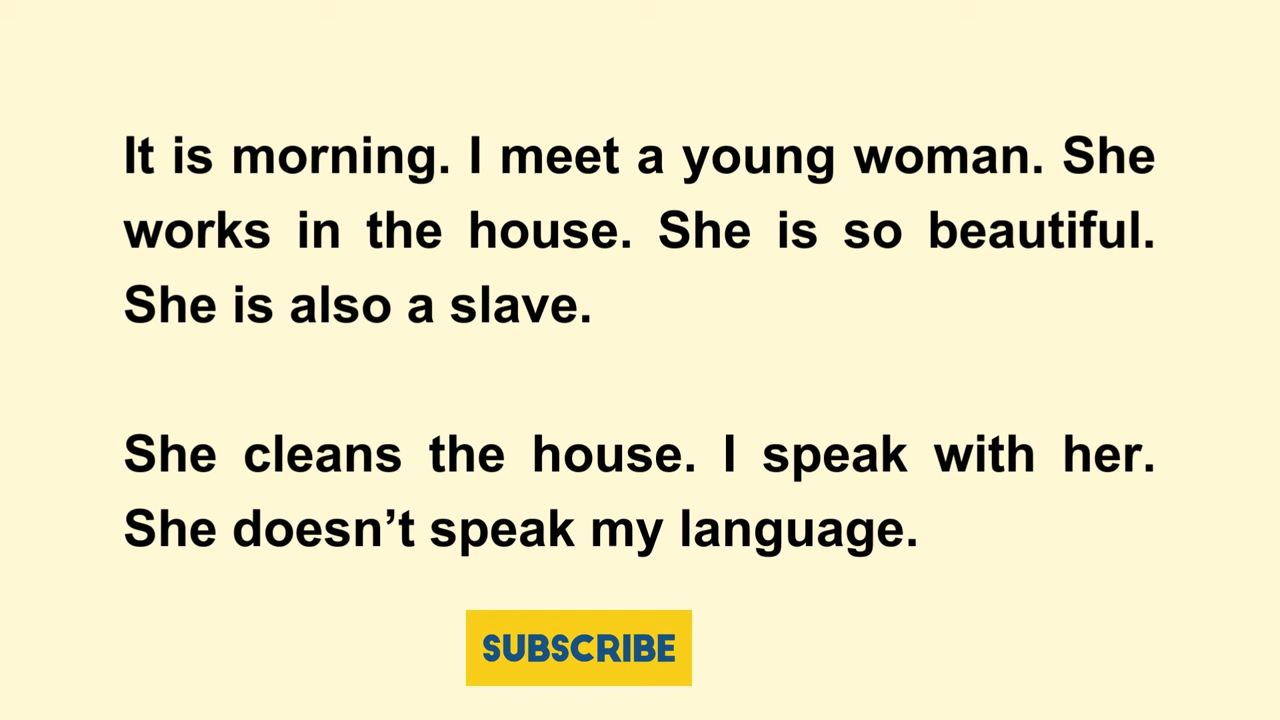 It is morning. I meet a young woman. She
works in the house. She is so beautiful.
She is also a slave.
She cleans the house. I speak with her.
She doesn’t speak my language.
SUBSCRIBE